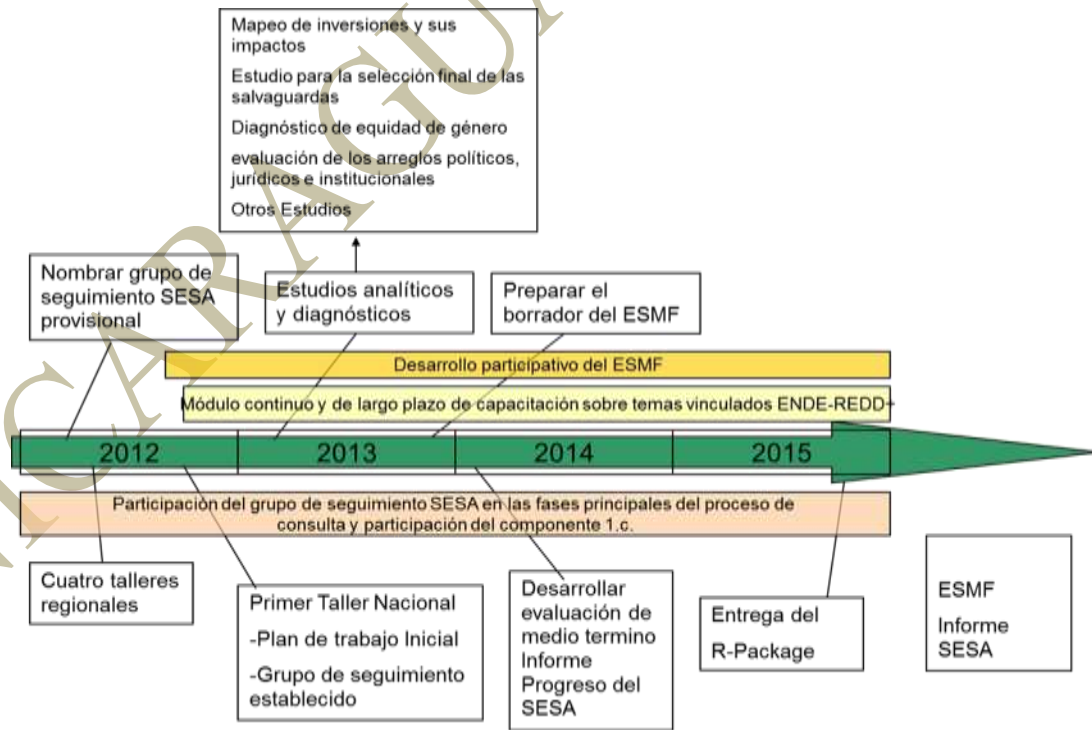 Mapeo de inversiones y sus
impactos
Estudio para la selección final de las
salvaguardas
Diagnóstico de equidad de género
evaluación de los arreglos políticos,
jurídicos e institucionales
Otros Estudios
Nombrar grupo de
seguimiento SESA
provisional
Estudios analíticos
y diagnósticos
Preparar el
borrador del ESMF
Desarrollo participativo del ESMF
Módulo continuo y de largo plazo de capacitación sobre temas vinculados ENDE-REDD+
2012
2013
2014
2015
Participación del grupo de seguimiento SESA en las fases principales del proceso de
consulta y participación del componente 1.c.
Cuatro talleres
regionales
Primer Taller Nacional
-Plan de trabajo Inicial
-Grupo de seguimiento
establecido
Desarrollar
evaluación de
medio termino
Informe
Progreso del
SESA
Entrega del
R-Package
ESMF
Informe
SESA